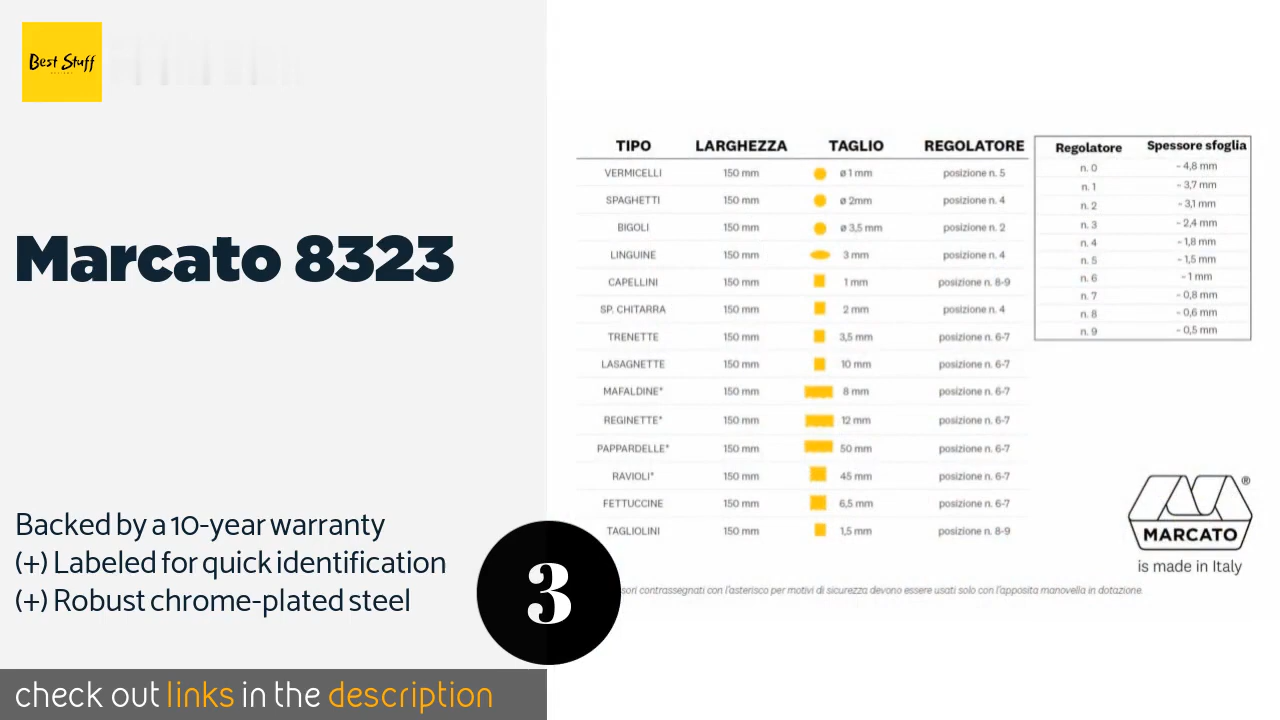 Best Stuff
Marcato 8323
Backed by a 10-year warranty
(+) Labeled for quick identification
(+) Robust chrome-plated steel
3
check out links in the description
TIPO LARGHEZZA TAGLIO REGOLATORE
VERMICELLI 150 mm ø 1 mm posizione n. 5
SPAGHETTI 150 mm ø 2mm posizione n. 4
BIGOLI 150 mm ø 3,5 mm posizione n. 2
LINGUINE 150 mm 3 mm posizione n. 4
CAPELLINI 150 mm 1 mm posizione n. 8-9
SP. CHITARRA 150 mm 2 mm posizione n. 4
TRENETTE 150 mm 3,5 mm posizione n. 6-7
LASAGNETTE 150 mm 10 mm posizione n. 6-7
MAFALDINE* 150 mm 8 mm posizione n. 6-7
REGINETTE* 150 mm 12 mm posizione n. 6-7
PAPPARDELLE* 150 mm 50 mm posizione n. 6-7
RAVIOLI* 150 mm 45 mm posizione n. 6-7
FETTUCCINE 150 mm 6,5 mm posizione n. 6-7
TAGLIOLINI 150 mm 1,5 mm posizione n. 8-9
Regolatore Spessore sfoglia
n. 0 ~ 4,8 mm
n. 1 ~ 3,7 mm
n. 2 ~ 3,1 mm
n. 3 ~ 2,4 mm
n. 4 ~ 1,8 mm
n. 5 ~ 1,5 mm
n. 6 ~ 1 mm
n. 7 ~ 0,8 mm
n. 8 ~ 0,6 mm
n. 9 ~ 0,5 mm
MARCATO ®
is made in Italy
sori contrassegnati con l'asterisco per motivi di sicurezza devono essere usati solo con l'apposita manovella in dotazione.